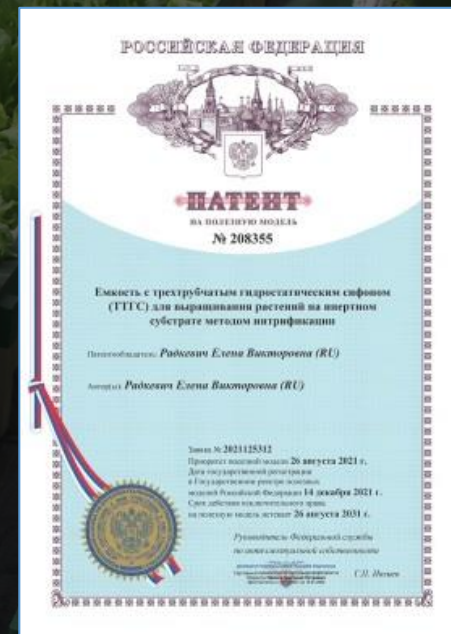 РОССИЙСКАЯ ФЕДЕРАЦИЯ
ПАТЕНТ
НА ПОЛЕЗНУЮ МОДЕЛЬ
№ 208355
Емкость с трехтрубчатым гидростатическим сифоном
(ТТГС) для выращивания растений на инертном
субстрате методом нитрификации
Патентообладатель: Радкевич Елена Викторовна (RU)
Автор(ы): Радкевич Елена Викторовна (RU)
Заявка № 2021125312
Приоритет полезной модели 26 августа 2021 г.
Дата государственной регистрации
в Государственном реестре полезных
моделей Российской Федерации 14 декабря 2021 г.
Срок действия исключительного права
на полезную модель истекает 26 августа 2031 г.
Руководитель Федеральной службы
по интеллектуальной собственности